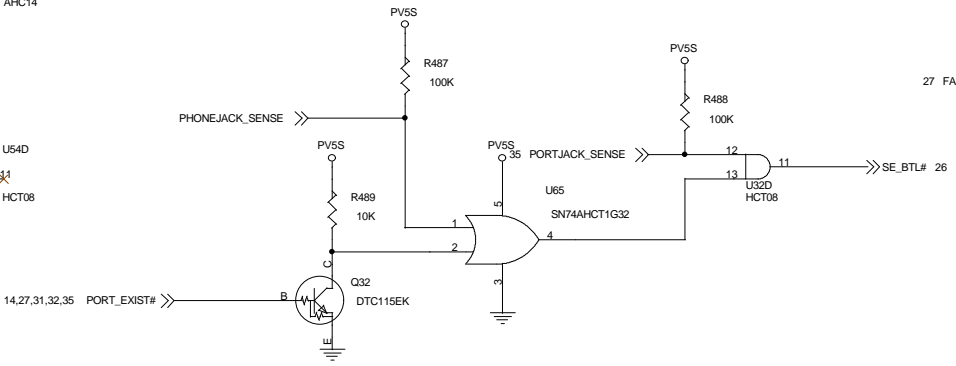 AHC14
PV5S
R487
100K
PHONEJACK_SENSE
PV5S
R488
100K
27 FA
U54D
11
HCT08
PV5S
R489
10K
PV5S
35 PORTJACK_SENSE
12
13
11
U32D
HCT08
SE_BTL# 26
U65
SN74AHCT1G32
5
1
2
4
3
C
Q32
DTC115EK
B
E
14,27,31,32,35 PORT_EXIST#